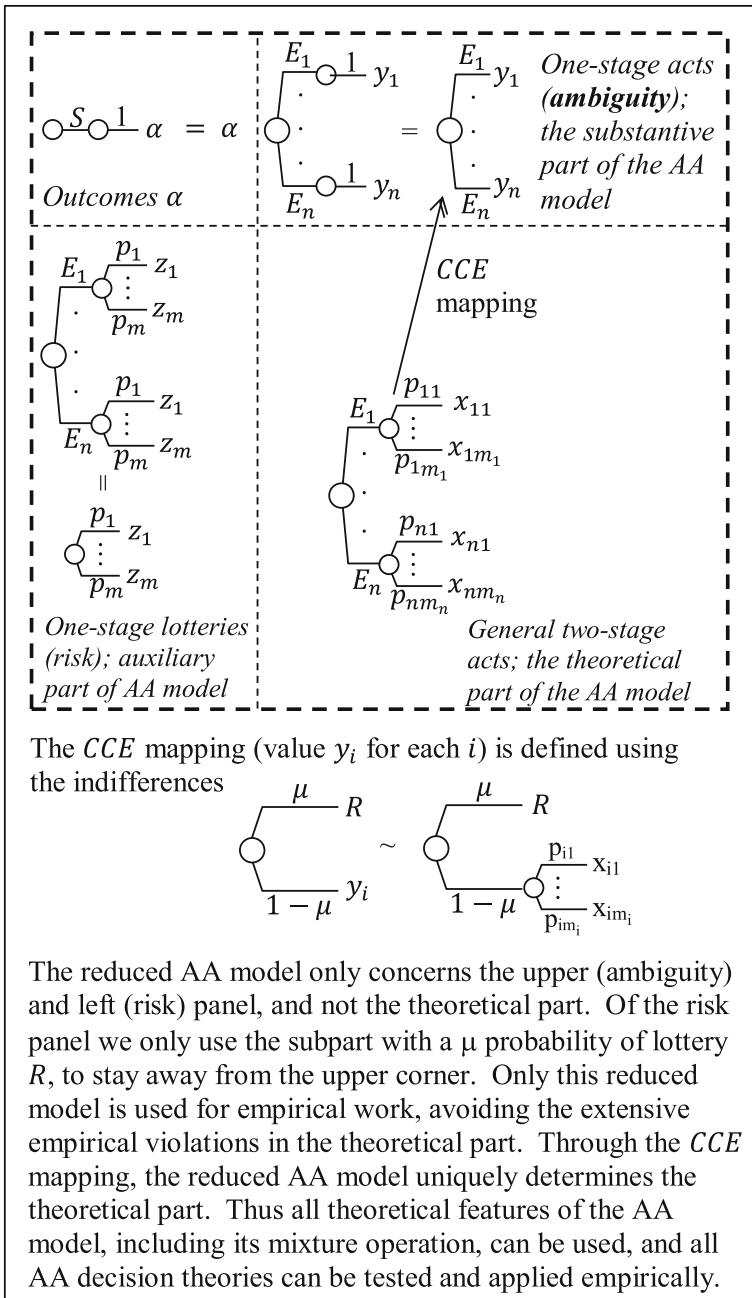 E₁ 1 y₁
E₁ y₁
One-stage acts
(ambiguity);
the substantive
part of the AA
model
S 1 α = α
=
Outcomes α
Eₙ 1 yₙ
Eₙ yₙ
CCE
mapping
E₁ p₁ z₁
⋮
pₘ zₘ
p₁ z₁
⋮
Eₙ pₘ zₘ
=
p₁ z₁
⋮
pₘ zₘ
One-stage lotteries
(risk); auxiliary
part of AA model
E₁ p₁₁ x₁₁
⋮
p₁ₘ₁ x₁ₘ₁
pₙ₁ xₙ₁
⋮
Eₙ pₙₘₙ xₙₘₙ
General two-stage
acts; the theoretical
part of the AA model
The CCE mapping (value yᵢ for each i) is defined using
the indifferences
μ R
1 − μ yᵢ
~
μ R
1 − μ
pᵢ₁ xᵢ₁
⋮
pᵢₘᵢ xᵢₘᵢ
The reduced AA model only concerns the upper (ambiguity)
and left (risk) panel, and not the theoretical part. Of the risk
panel we only use the subpart with a μ probability of lottery
R, to stay away from the upper corner. Only this reduced
model is used for empirical work, avoiding the extensive
empirical violations in the theoretical part. Through the CCE
mapping, the reduced AA model uniquely determines the
theoretical part. Thus all theoretical features of the AA
model, including its mixture operation, can be used, and all
AA decision theories can be tested and applied empirically.